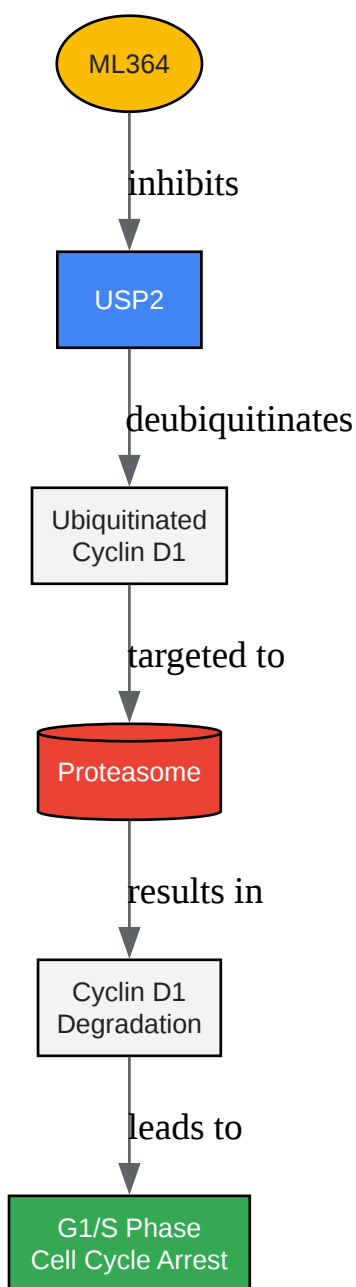 ML364
inhibits
USP2
deubiquitinates
Ubiquitinated
Cyclin D1
targeted to
Proteasome
results in
Cyclin D1
Degradation
leads to
G1/S Phase
Cell Cycle Arrest